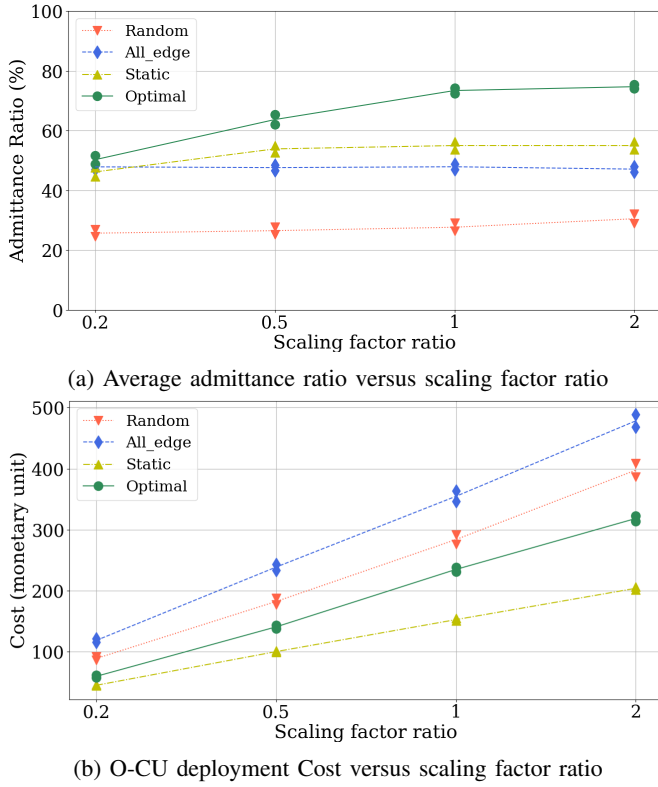 100
80
60
40
20
0
Admittance Ratio (%)
Random
All_edge
Static
Optimal
0.2 0.5 1 2
Scaling factor ratio
(a) Average admittance ratio versus scaling factor ratio
500
400
300
200
100
Cost (monetary unit)
Random
All_edge
Static
Optimal
0.2 0.5 1 2
Scaling factor ratio
(b) O-CU deployment Cost versus scaling factor ratio